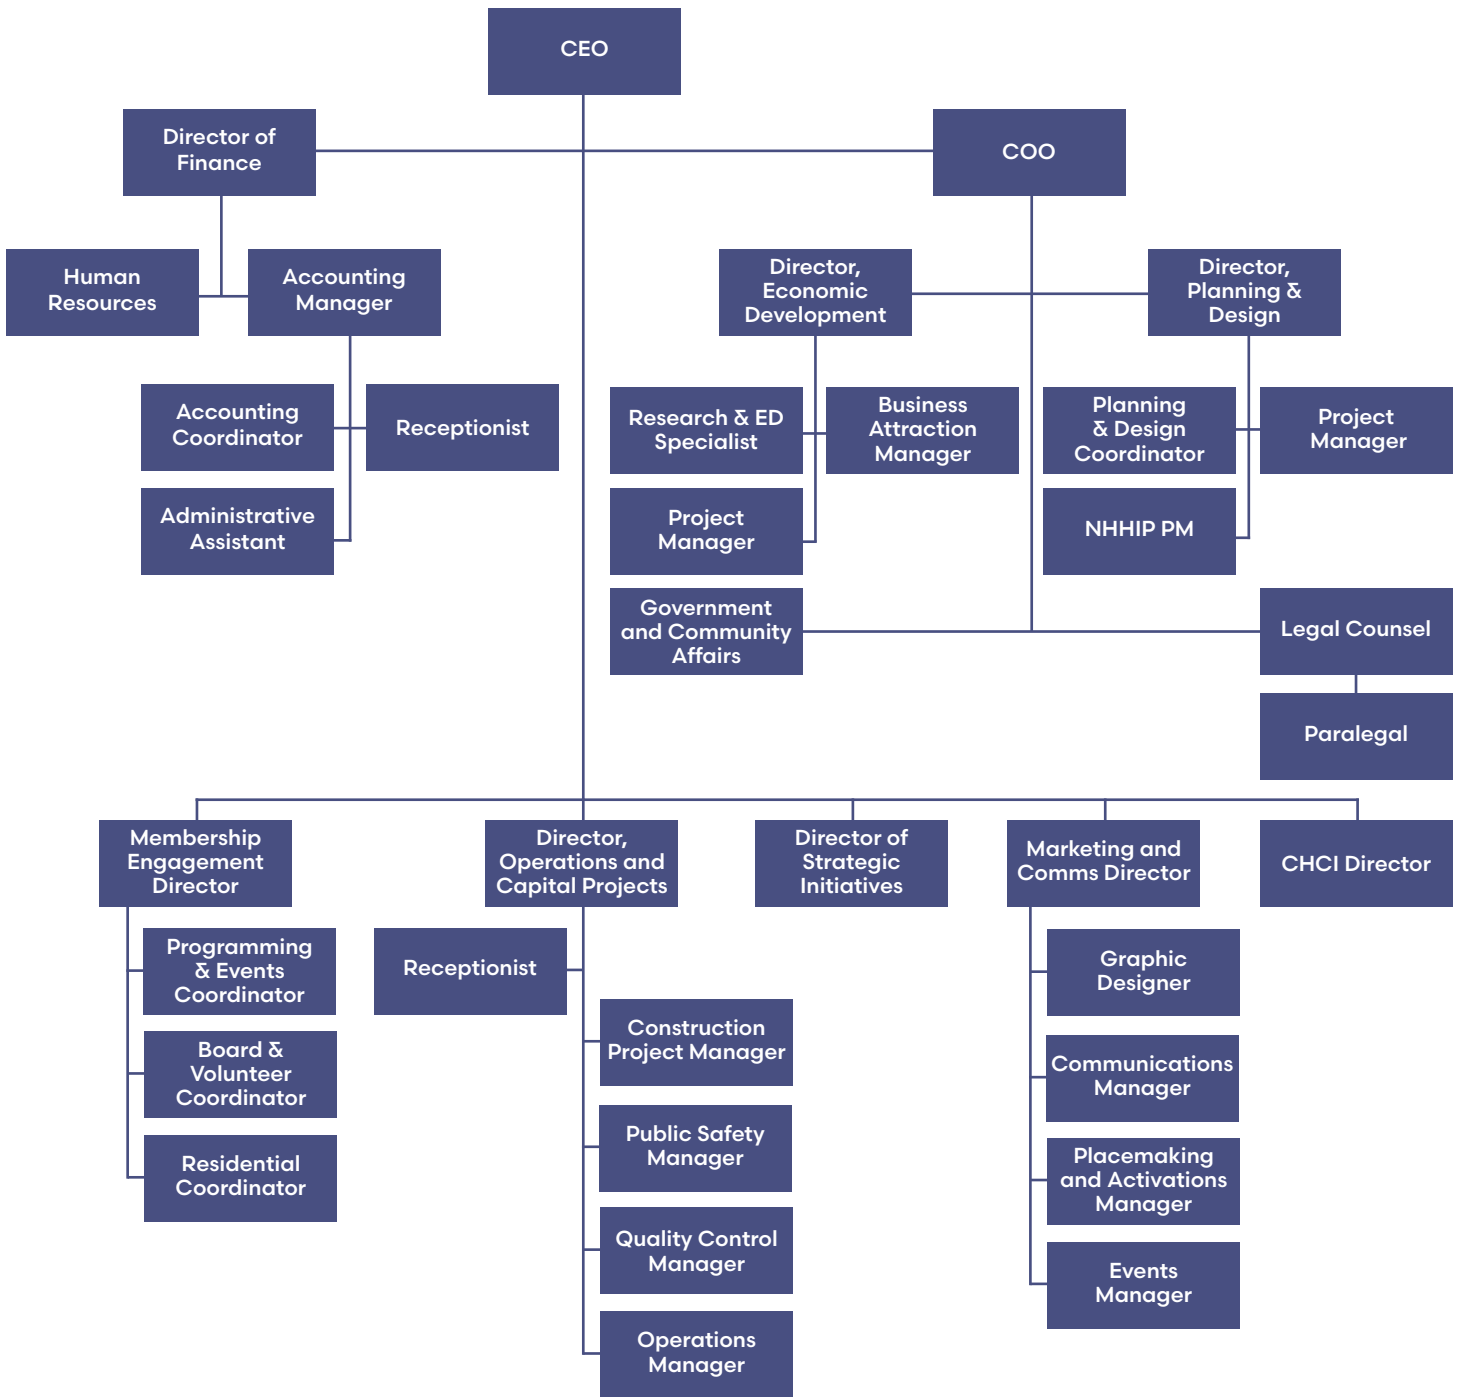 CEO
Director of
Finance
COO
Human
Resources
Accounting
Manager
Director,
Economic
Development
Director,
Planning &
Design
Accounting
Coordinator
Receptionist
Research & ED
Specialist
Business
Attraction
Manager
Planning
& Design
Coordinator
Project
Manager
Administrative
Assistant
Project
Manager
NHHIP PM
Government
and Community
Affairs
Legal Counsel
Paralegal
Membership
Engagement
Director
Director,
Operations and
Capital Projects
Director of
Strategic
Initiatives
Marketing and
Comms Director
CHCI Director
Programming
& Events
Coordinator
Board &
Volunteer
Coordinator
Residential
Coordinator
Receptionist
Construction
Project Manager
Public Safety
Manager
Quality Control
Manager
Operations
Manager
Graphic
Designer
Communications
Manager
Placemaking
and Activations
Manager
Events
Manager